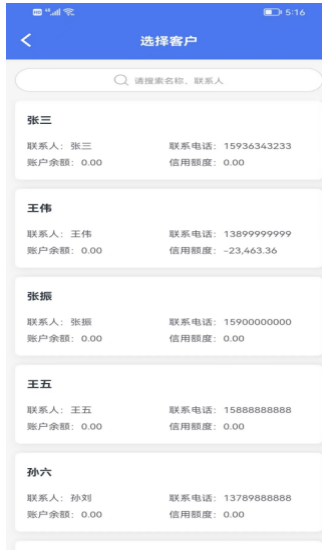 HD 4G 5:16
选择客户
请搜索名称、联系人
张三
联系人：张三 联系电话：15936343233
账户余额：0.00 信用额度：0.00
王伟
联系人：王伟 联系电话：13899999999
账户余额：0.00 信用额度：-23,463.36
张振
联系人：张振 联系电话：15900000000
账户余额：0.00 信用额度：0.00
王五
联系人：王五 联系电话：15888888888
账户余额：0.00 信用额度：0.00
孙六
联系人：孙刘 联系电话：13789888888
账户余额：0.00 信用额度：0.00